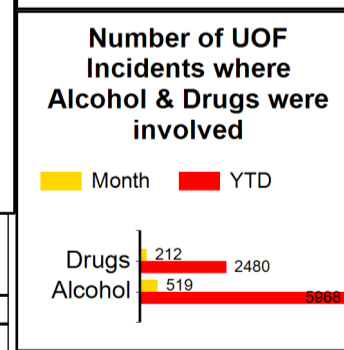 Number of UOF
Incidents where
Alcohol & Drugs were
involved
Month YTD
Drugs 212
2480
Alcohol 519
5968